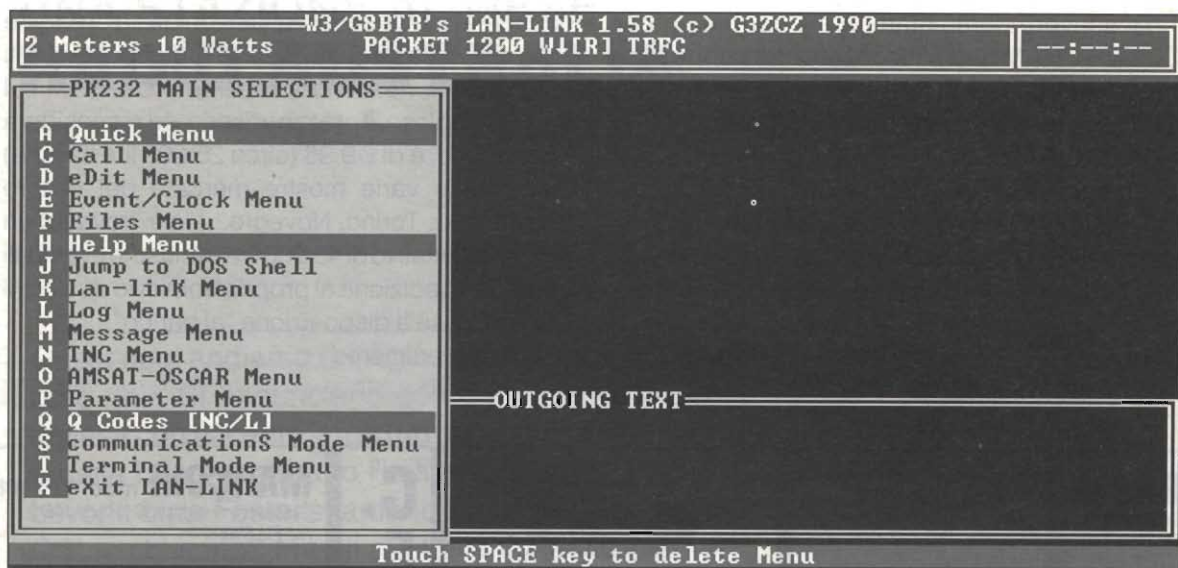 W3/G8BTB's LAN-LINK 1.58 (c) G3ZCZ 1990
2 Meters 10 Watts PACKET 1200 W↓[R] TRFC --:--:--
PK232 MAIN SELECTIONS
A Quick Menu
C Call Menu
D eDit Menu
E Event/Clock Menu
F Files Menu
H Help Menu
J Jump to DOS Shell
K Lan-linK Menu
L Log Menu
M Message Menu
N TNC Menu
O AMSAT-OSCAR Menu
P Parameter Menu
Q Q Codes [NC/L]
S communicationS Mode Menu
T Terminal Mode Menu
X eXit LAN-LINK
OUTGOING TEXT
Touch SPACE key to delete Menu